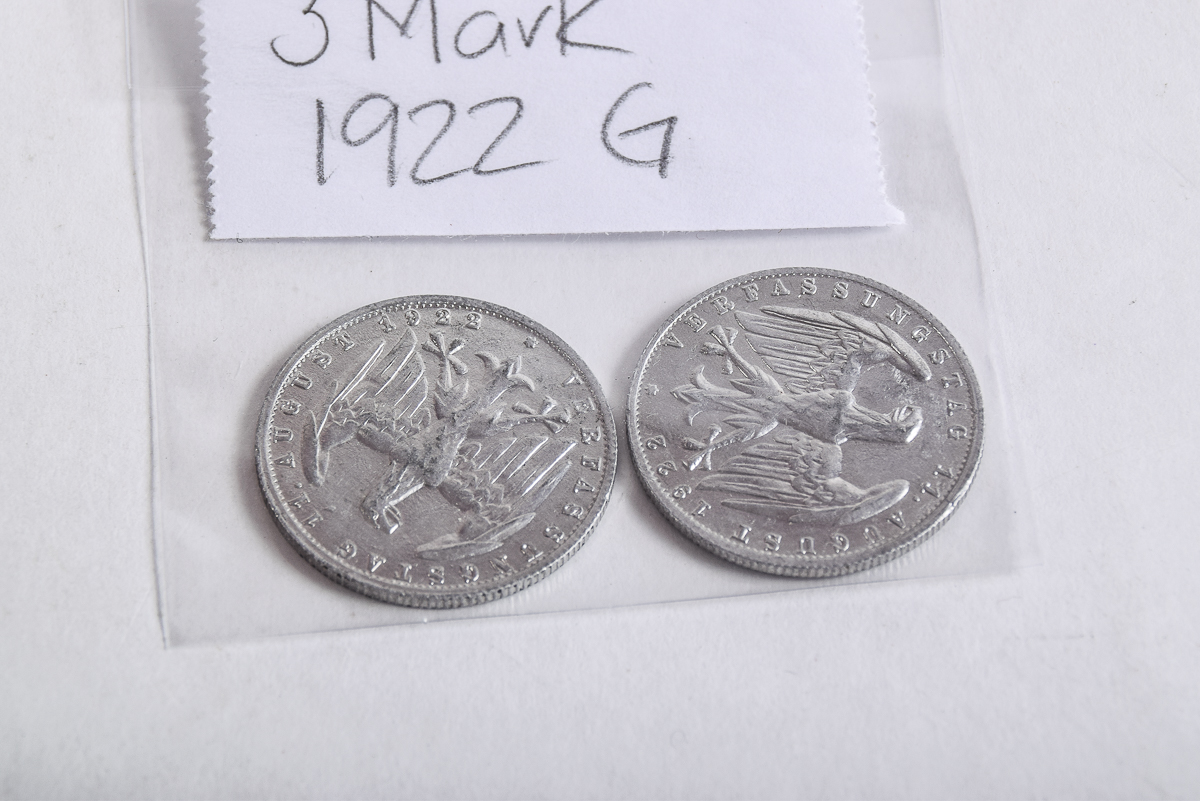 3 Mark
1922 G
VERFASSUNGSTAG 11. AUGUST 1922
VERFASSUNGSTAG 11. AUGUST 1922